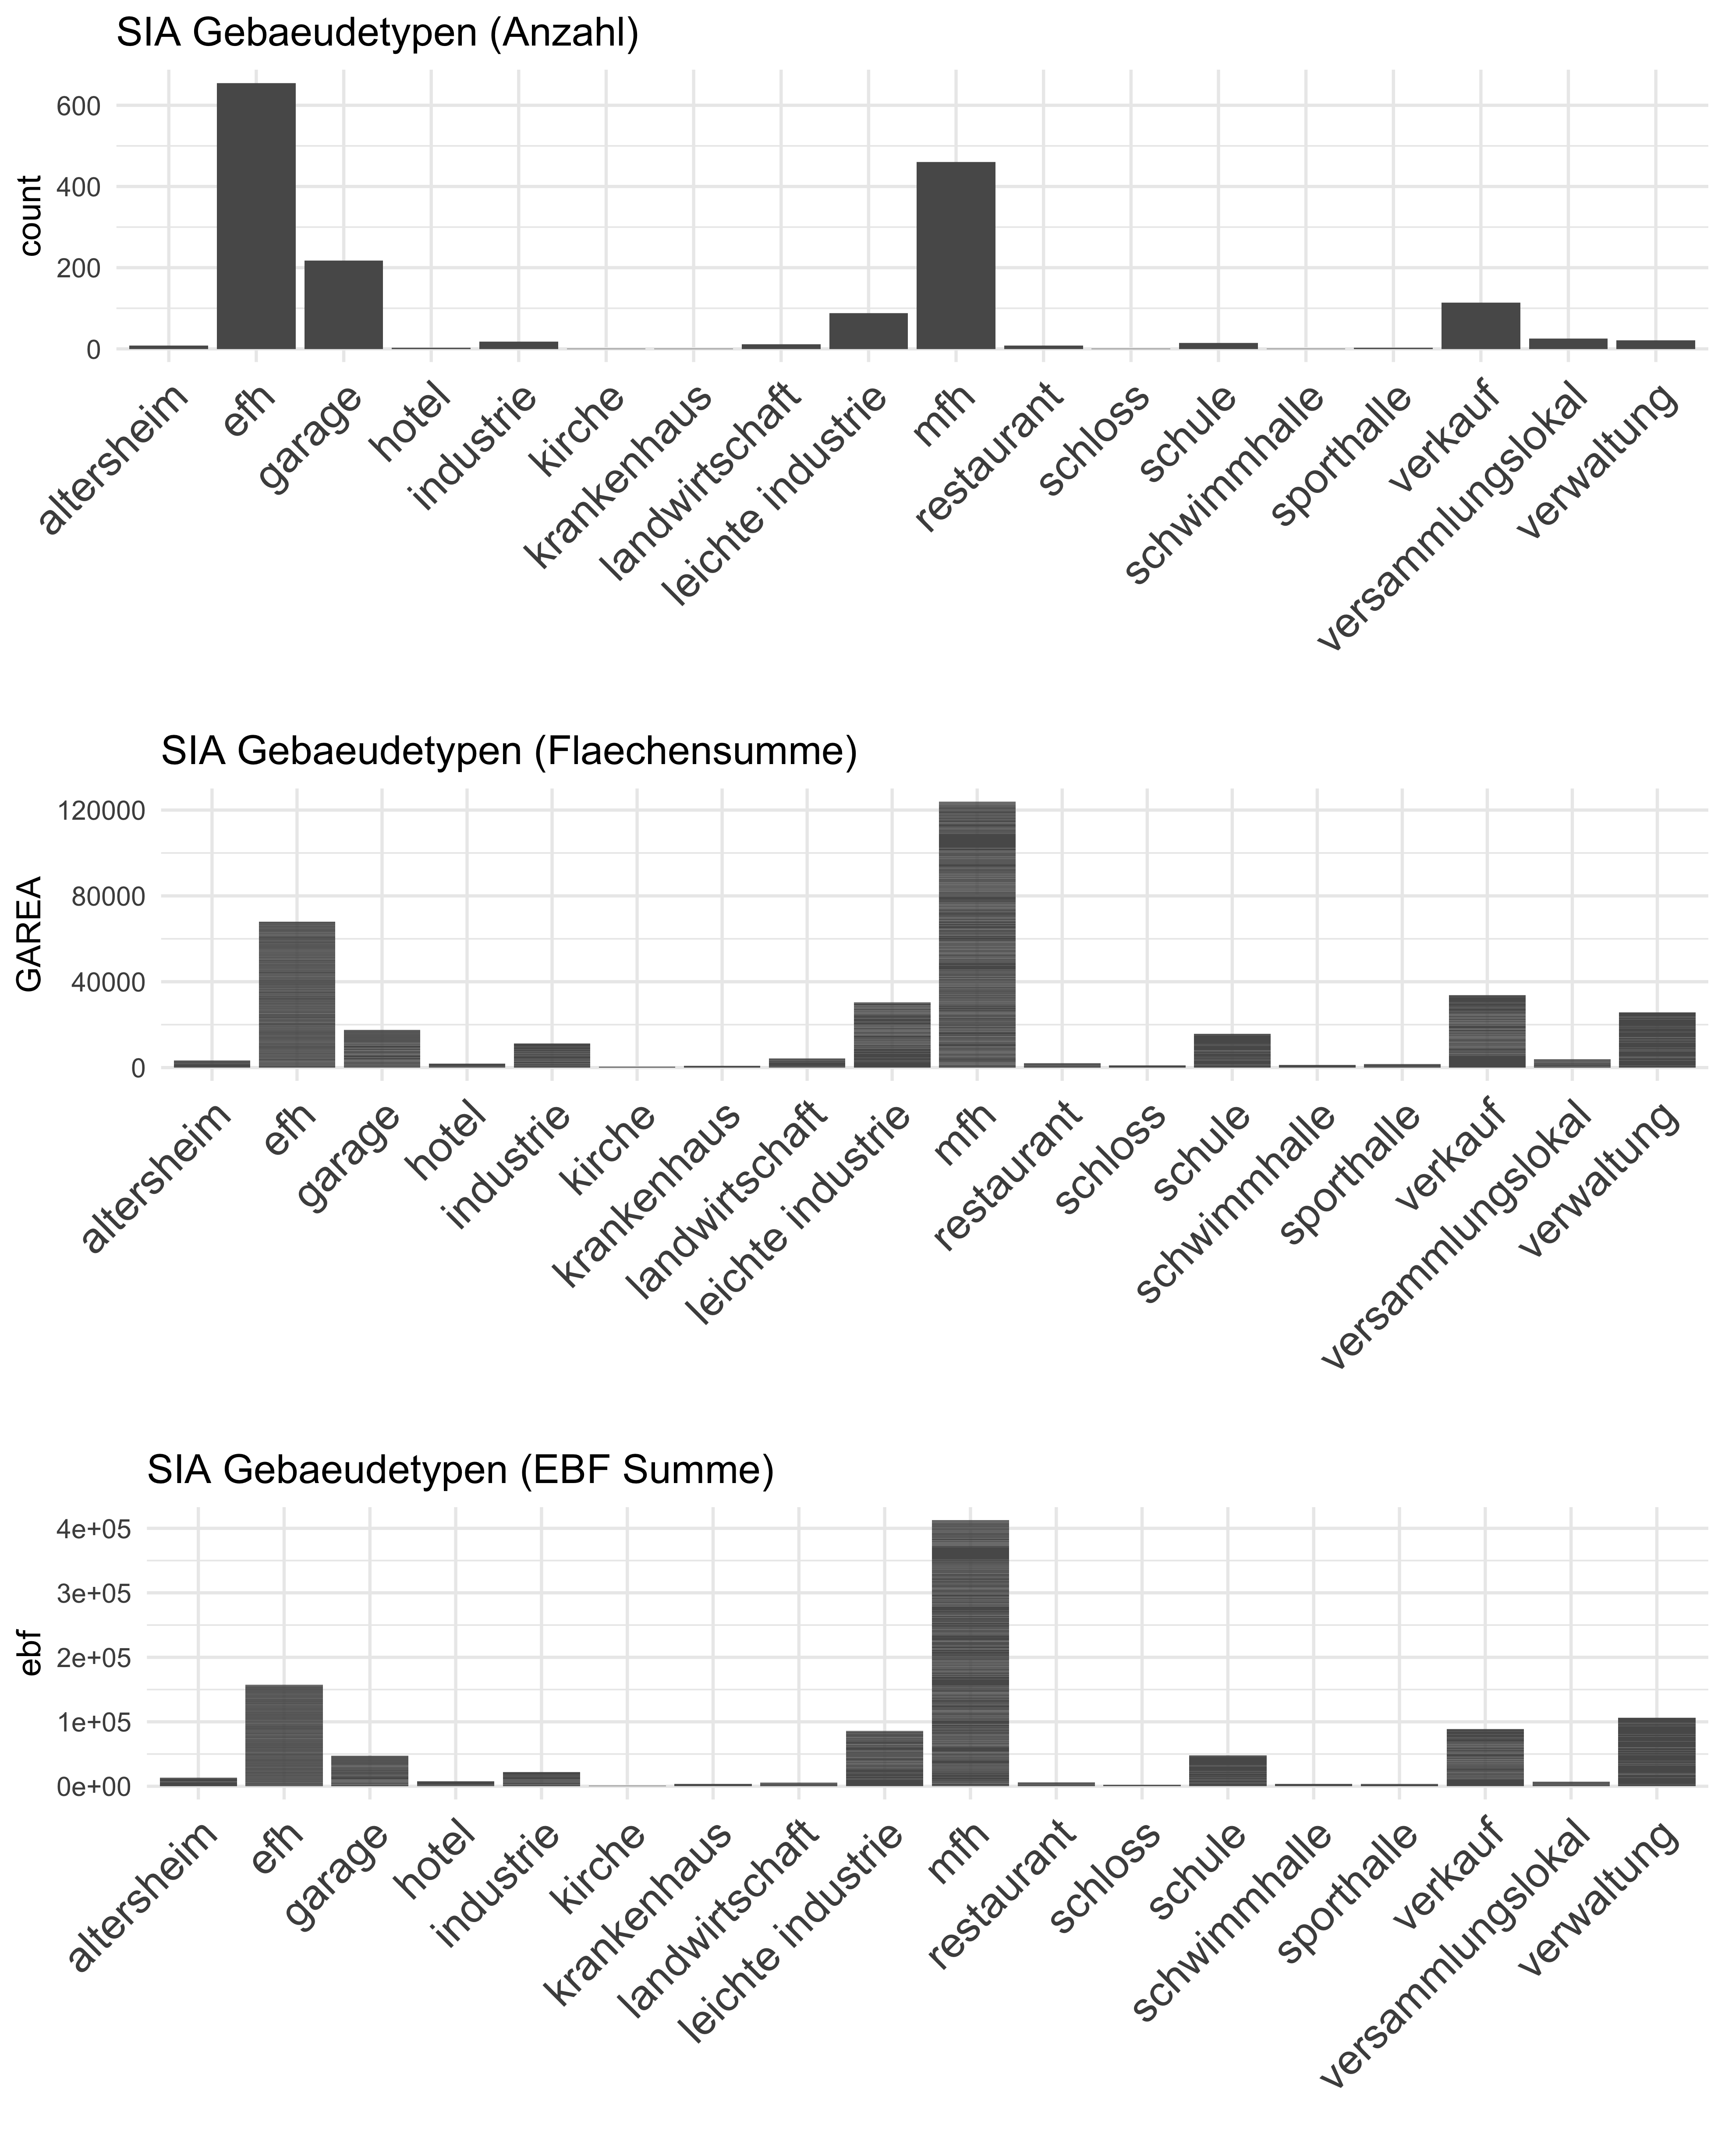 SIA Gebaeudetypen (Anzahl)
count
600
400
200
0
altersheim
efh
garage
hotel
industrie
kirche
krankenhaus
landwirtschaft
leichte industrie
mfh
restaurant
schloss
schule
schwimmhalle
sporthalle
verkauf
versammlungslokal
verwaltung
SIA Gebaeudetypen (Flaechensumme)
GAREA
120000
80000
40000
0
altersheim
efh
garage
hotel
industrie
kirche
krankenhaus
landwirtschaft
leichte industrie
mfh
restaurant
schloss
schule
schwimmhalle
sporthalle
verkauf
versammlungslokal
verwaltung
SIA Gebaeudetypen (EBF Summe)
ebf
4e+05
3e+05
2e+05
1e+05
0e+00
altersheim
efh
garage
hotel
industrie
kirche
krankenhaus
landwirtschaft
leichte industrie
mfh
restaurant
schloss
schule
schwimmhalle
sporthalle
verkauf
versammlungslokal
verwaltung